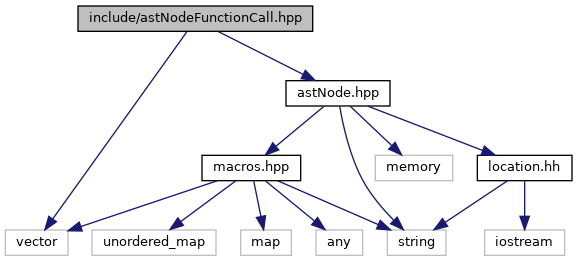 include/astNodeFunctionCall.hpp
astNode.hpp
macros.hpp
memory
location.hh
vector
unordered_map
map
any
string
iostream